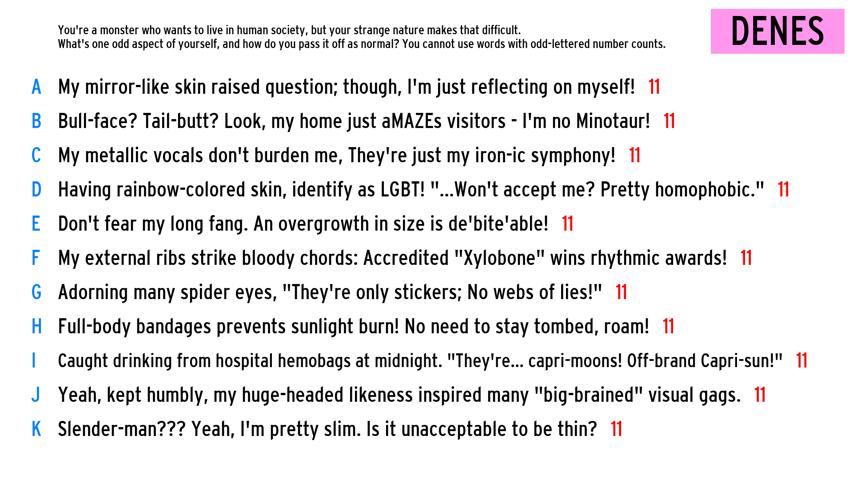 You're a monster who wants to live in human society, but your strange nature makes that difficult.
What's one odd aspect of yourself, and how do you pass it off as normal? You cannot use words with odd-lettered number counts.
DENES
A My mirror-like skin raised question; though, I'm just reflecting on myself! 11
B Bull-face? Tail-butt? Look, my home just aMAZEs visitors - I'm no Minotaur! 11
C My metallic vocals don't burden me, They're just my iron-ic symphony! 11
D Having rainbow-colored skin, identify as LGBT! "...Won't accept me? Pretty homophobic." 11
E Don't fear my long fang. An overgrowth in size is de'bite'able! 11
F My external ribs strike bloody chords: Accredited "Xylobone" wins rhythmic awards! 11
G Adorning many spider eyes, "They're only stickers; No webs of lies!" 11
H Full-body bandages prevents sunlight burn! No need to stay tombed, roam! 11
I Caught drinking from hospital hemobags at midnight. "They're... capri-moons! Off-brand Capri-sun!" 11
J Yeah, kept humbly, my huge-headed likeness inspired many "big-brained" visual gags. 11
K Slender-man??? Yeah, I'm pretty slim. Is it unacceptable to be thin? 11